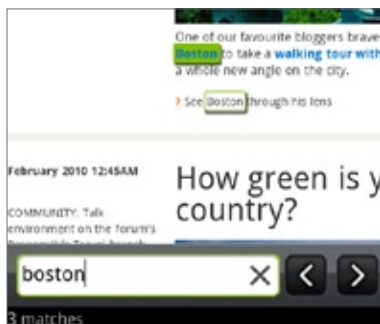 One of our favourite bloggers braves
Boston to take a walking tour with
a whole new angle on the city.
See Boston through his lens
February 2010 12:45AM
How green is y
country?
COMMUNITY: Talk
environment on the forum's
boston
3 matches